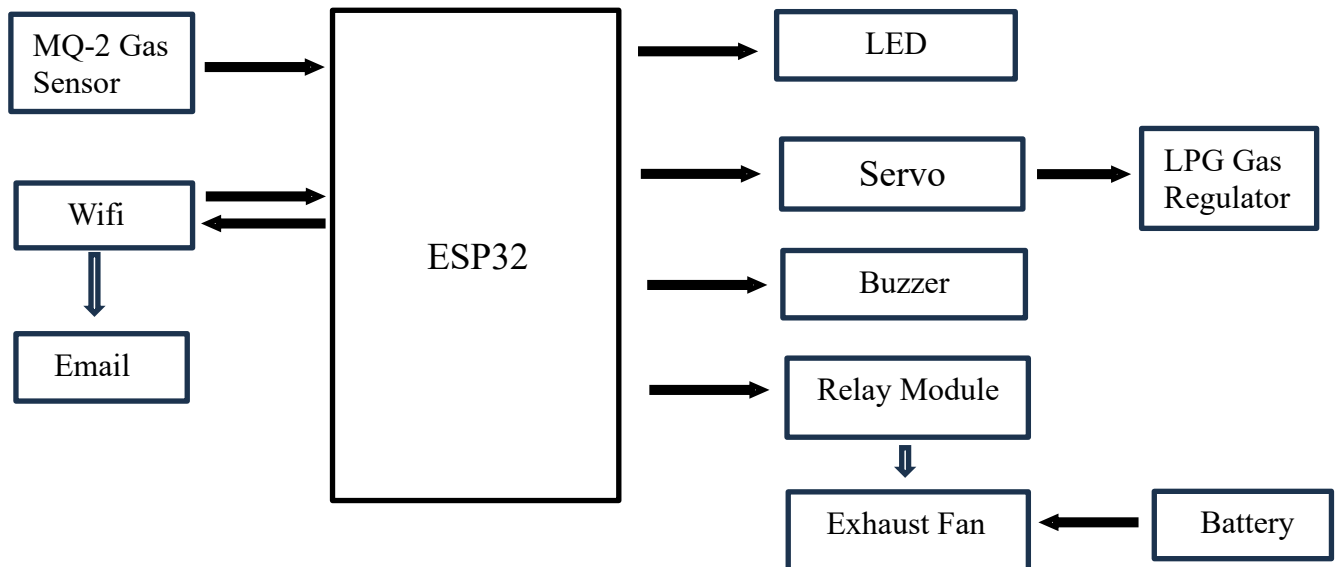 MQ-2 Gas
Sensor
Wifi
Email
ESP32
LED
Servo
LPG Gas
Regulator
Buzzer
Relay Module
Exhaust Fan
Battery